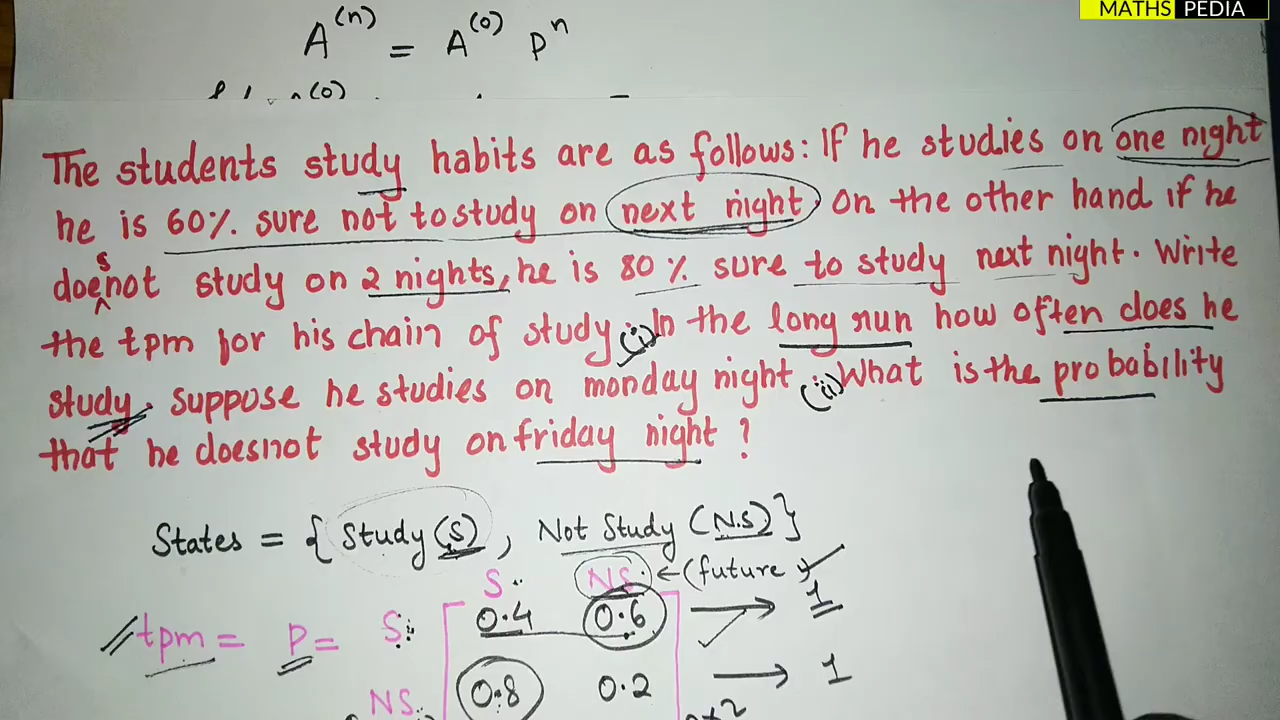 MATHS PEDIA
A(n) = A(0) Pn
The students study habits are as follows: If he studies on one night
he is 60% sure not to study on next night. On the other hand if he
doesnot study on 2 nights, he is 80% sure to study next night. Write
the tpm for his chain of study. (i) In the long run how often does he
study. Suppose he studies on monday night. (ii) What is the probability
that he doesnot study on friday night ?
States = { Study (S) , Not Study (N.S) }
S NS ← (future)
tpm = P = S 0.4 0.6 → 1
NS 0.8 0.2 → 1